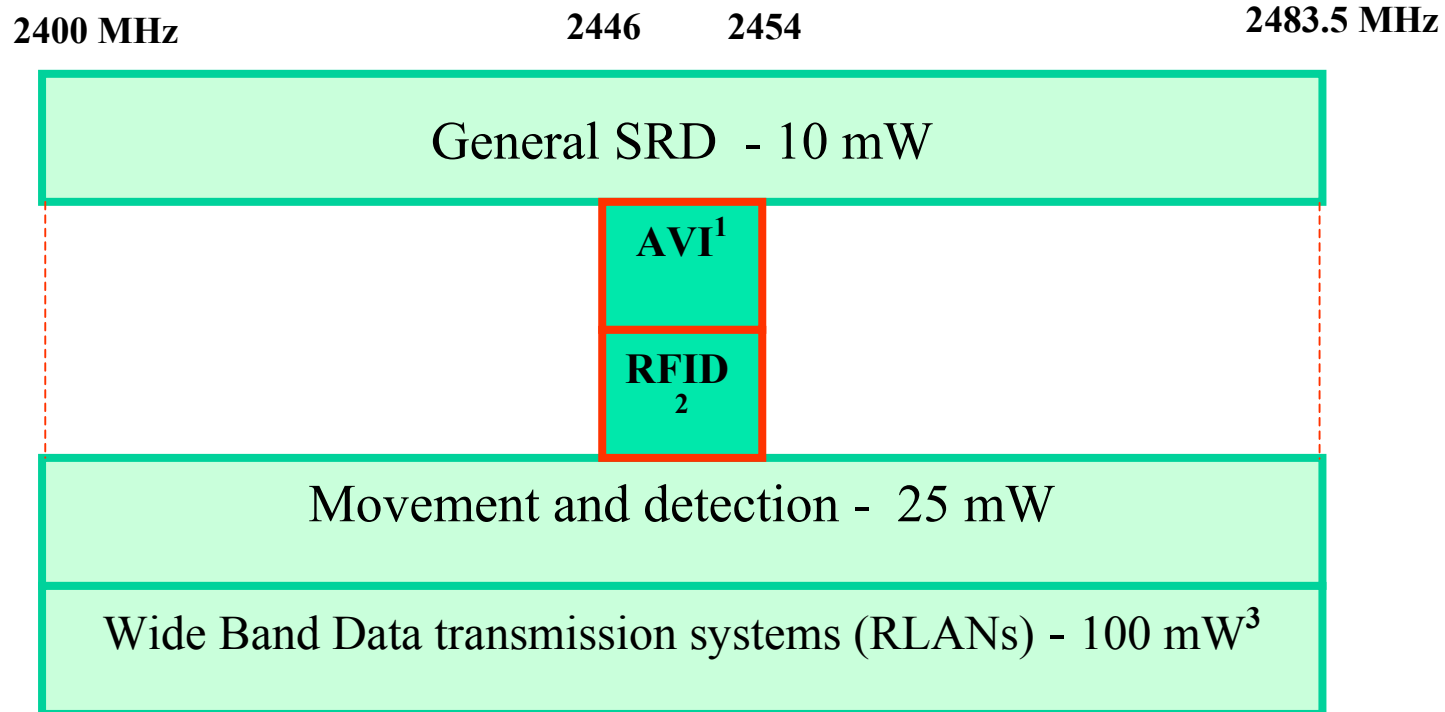 2400 MHz 2446 2454 2483.5 MHz
General SRD - 10 mW
AVI1
RFID
2
Movement and detection - 25 mW
Wide Band Data transmission systems (RLANs) - 100 mW3